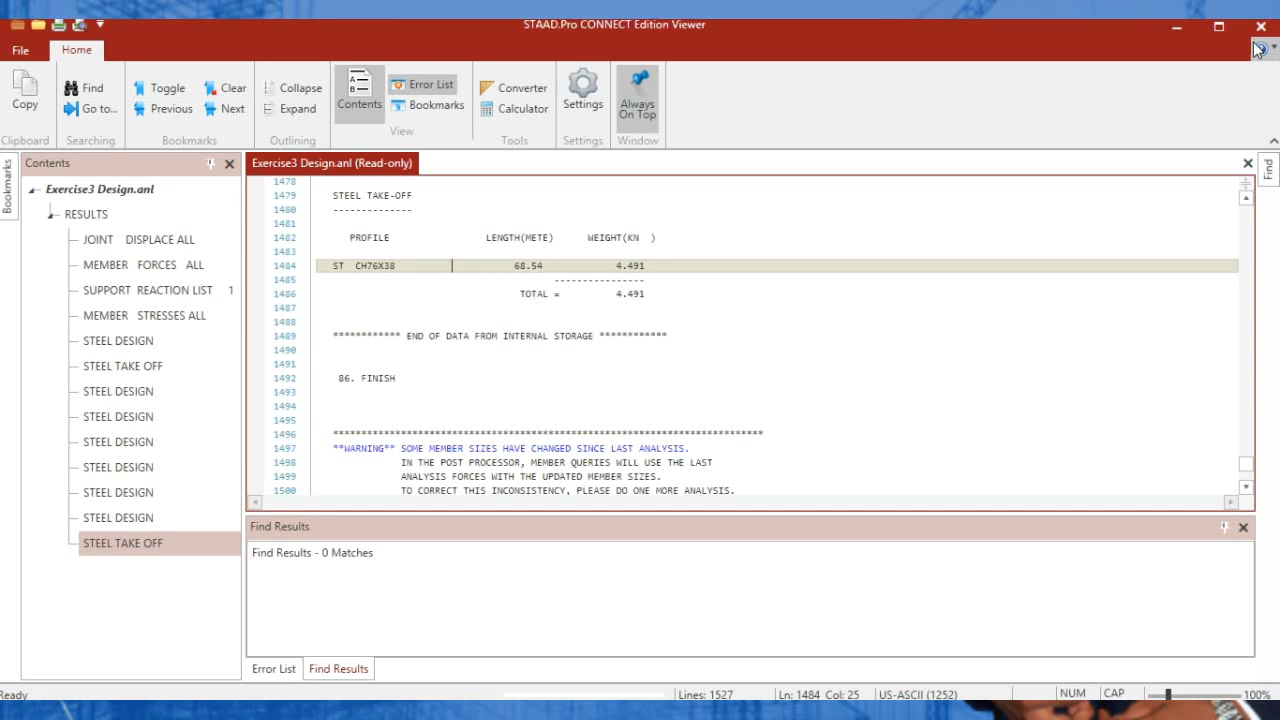 STAAD.Pro CONNECT Edition Viewer
File Home
Copy
Clipboard
Find
Go to...
Searching
Toggle Clear
Previous Next
Bookmarks
Collapse
Expand
Outlining
Contents
Error List
Bookmarks
View
Converter
Calculator
Tools
Settings
Settings
Always
On Top
Window
Bookmarks
Contents
Exercise3 Design.anl
RESULTS
JOINT DISPLACE ALL
MEMBER FORCES ALL
SUPPORT REACTION LIST 1
MEMBER STRESSES ALL
STEEL DESIGN
STEEL TAKE OFF
STEEL DESIGN
STEEL DESIGN
STEEL DESIGN
STEEL DESIGN
STEEL DESIGN
STEEL DESIGN
STEEL TAKE OFF
Exercise3 Design.anl (Read-only)
Find
1478
1479 STEEL TAKE-OFF
1480 --------------
1481
1482 PROFILE LENGTH(METE) WEIGHT(KN )
1483
1484 ST CH76X38 68.54 4.491
1485 ----------------
1486 TOTAL = 4.491
1487
1488
1489 ************ END OF DATA FROM INTERNAL STORAGE ************
1490
1491
1492 86. FINISH
1493
1494
1495
1496 ****************************************************************************
1497 **WARNING** SOME MEMBER SIZES HAVE CHANGED SINCE LAST ANALYSIS.
1498 IN THE POST PROCESSOR, MEMBER QUERIES WILL USE THE LAST
1499 ANALYSIS FORCES WITH THE UPDATED MEMBER SIZES.
1500 TO CORRECT THIS INCONSISTENCY, PLEASE DO ONE MORE ANALYSIS.
Find Results
Find Results - 0 Matches
Error List Find Results
Ready Lines: 1527 Ln: 1484 Col: 25 US-ASCII (1252) NUM CAP 100%